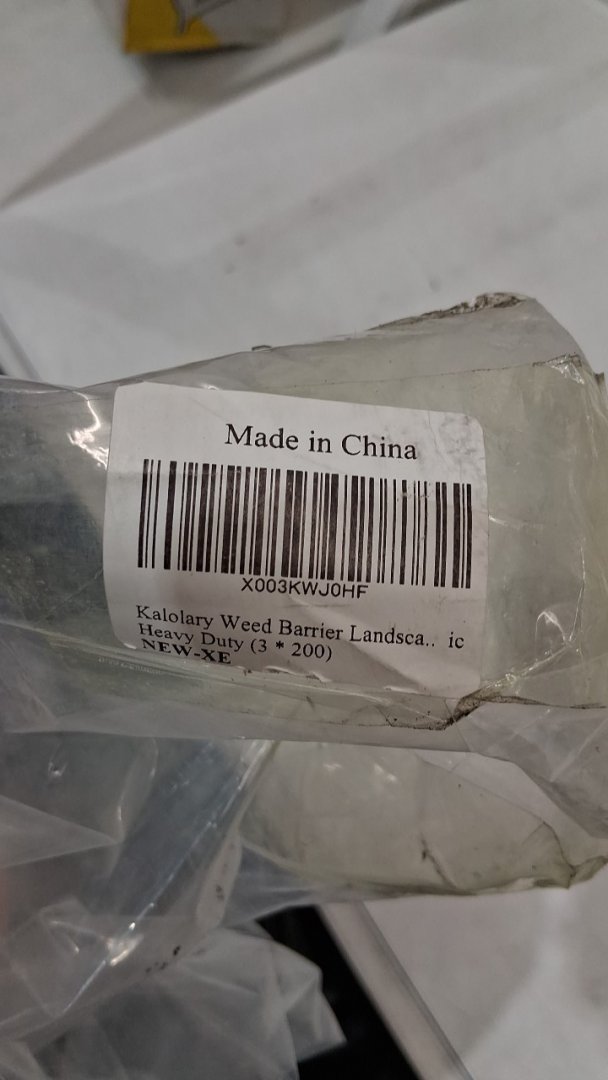 Made in China
X003KWJ0HF
Kalolary Weed Barrier Landsca.. ic
Heavy Duty (3 * 200)
NEW-XE